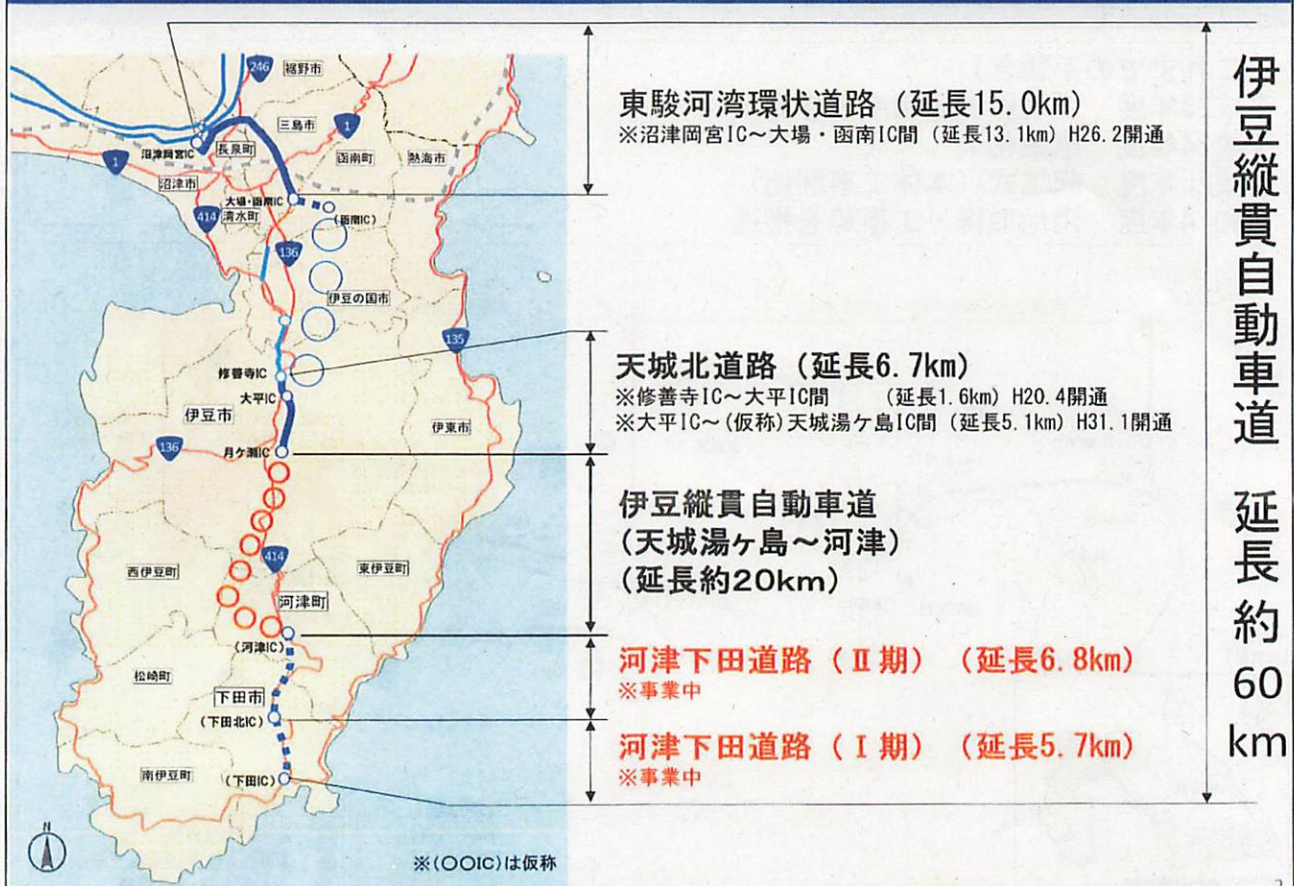 246
裾野市
三島市
1
沼津岡宮IC
長泉町
函南町
熱海市
1
沼津市
大場・函南IC
414
清水町
(函南IC)
136
伊豆の国市
135
修善寺IC
大平IC
伊豆市
伊東市
136
月ケ瀬IC
414
西伊豆町
東伊豆町
河津町
(河津IC)
松崎町
下田市
(下田北IC)
南伊豆町
(下田IC)
N
※(〇〇IC)は仮称
東駿河湾環状道路 (延長15.0km)
※沼津岡宮IC～大場・函南IC間 (延長13.1km) H26.2開通
天城北道路 (延長6.7km)
※修善寺IC～大平IC間 (延長1.6km) H20.4開通
※大平IC～(仮称)天城湯ケ島IC間 (延長5.1km) H31.1開通
伊豆縦貫自動車道
(天城湯ヶ島～河津)
(延長約20km)
河津下田道路 (Ⅱ期) (延長6.8km)
※事業中
河津下田道路 (Ⅰ期) (延長5.7km)
※事業中
伊豆縦貫自動車道 延長約60km